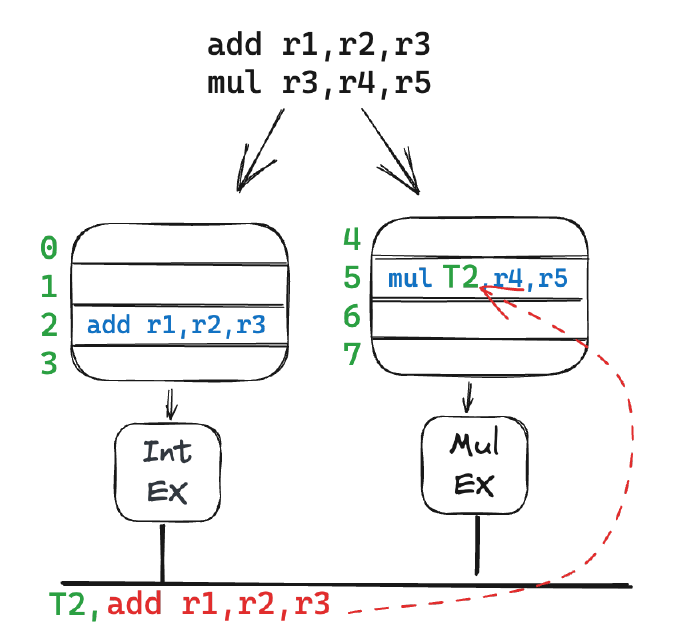 add r1,r2,r3
mul r3,r4,r5
0
1
2
3
add r1,r2,r3
4
5
6
7
mul T2,r4,r5
Int
EX
Mul
EX
T2,add r1,r2,r3